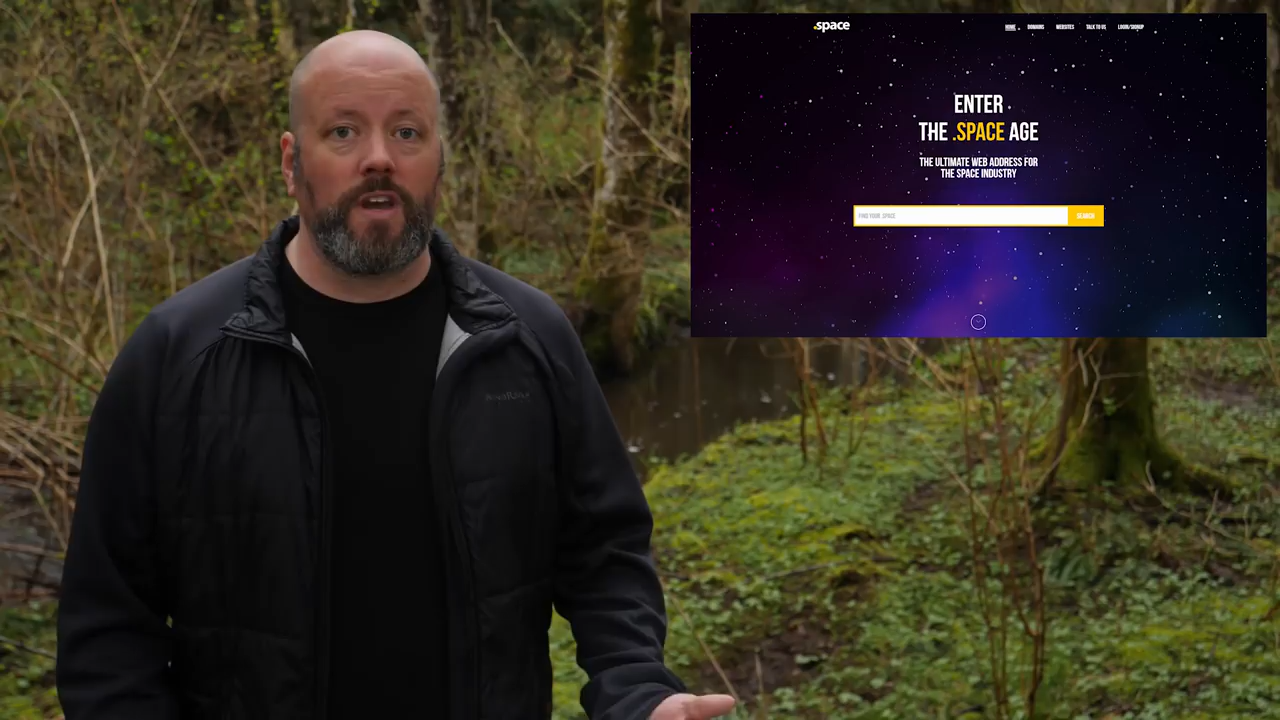 .space
HOME
DOMAINS
WEBSITES
TALK TO US
LOGIN/SIGNUP
ENTER
THE .SPACE AGE
THE ULTIMATE WEB ADDRESS FOR
THE SPACE INDUSTRY
FIND YOUR .SPACE
SEARCH